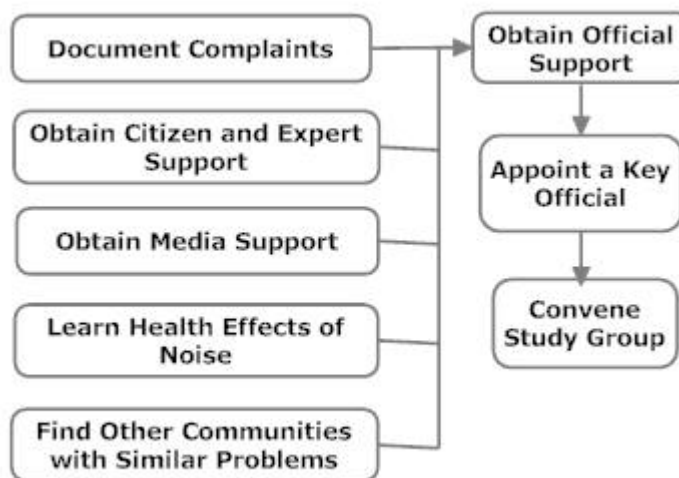 Document Complaints
Obtain Citizen and Expert
Support
Obtain Media Support
Learn Health Effects of
Noise
Find Other Communities
with Similar Problems
Obtain Official
Support
Appoint a Key
Official
Convene
Study Group